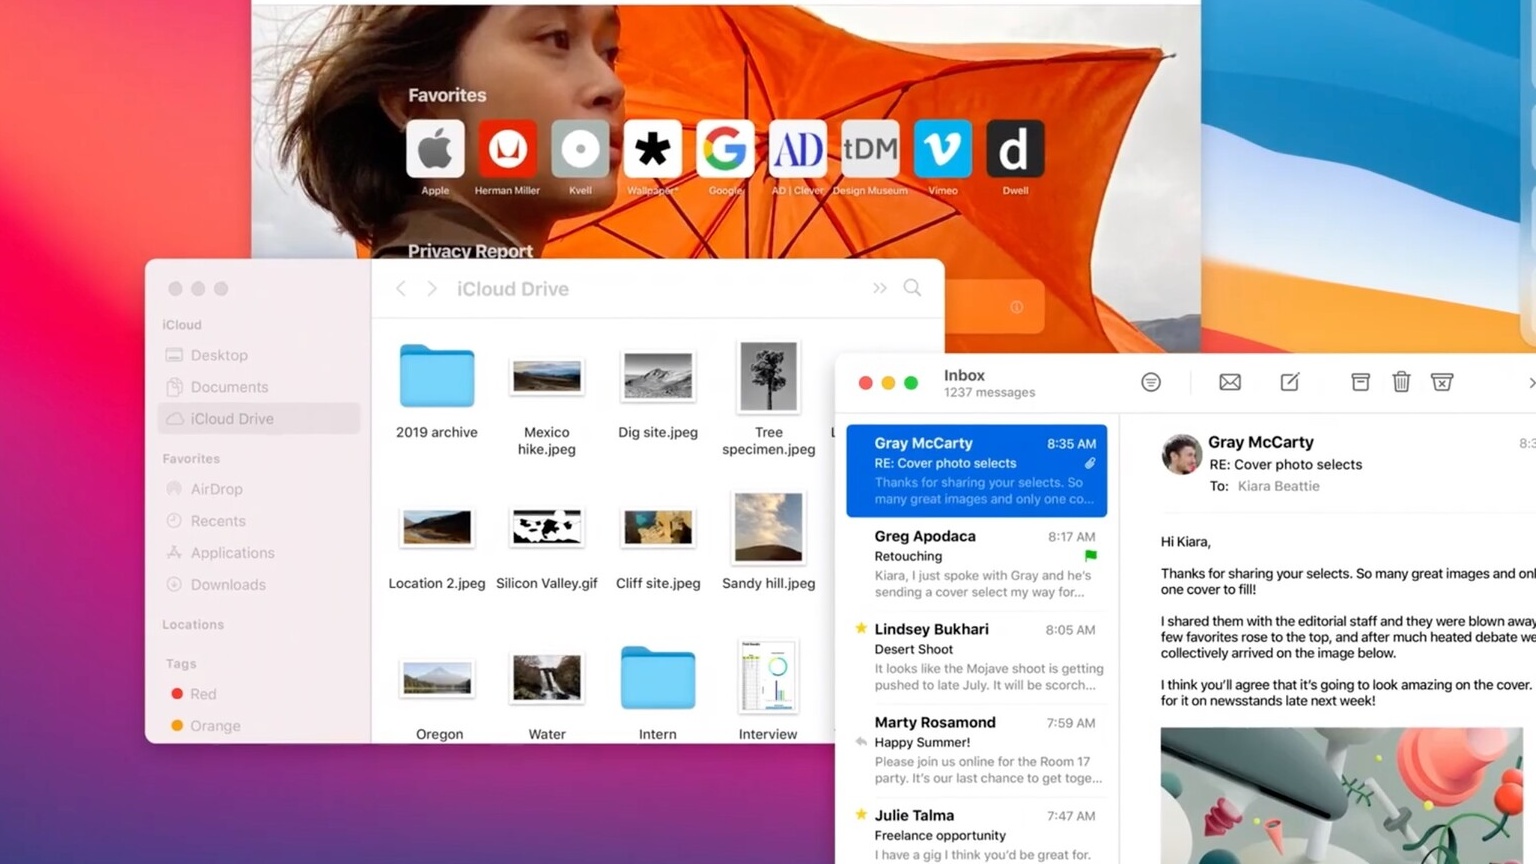 Favorites
AD
tDM
d
Apple
Herman Miller
Kvell
Wallpaper*
Google
AD | Clever
Design Museum
Vimeo
Dwell
Privacy Report
iCloud Drive
iCloud
Desktop
Documents
iCloud Drive
Favorites
AirDrop
Recents
Applications
Downloads
Locations
Tags
Red
Orange
2019 archive
Mexico
hike.jpeg
Dig site.jpeg
Tree
specimen.jpeg
Location 2.jpeg
Silicon Valley.gif
Cliff site.jpeg
Sandy hill.jpeg
Oregon
Water
Intern
Interview
Inbox
1237 messages
Gray McCarty 8:35 AM
RE: Cover photo selects
Thanks for sharing your selects. So
many great images and only one co...
Greg Apodaca 8:17 AM
Retouching
Kiara, I just spoke with Gray and he's
sending a cover select my way for...
Lindsey Bukhari 8:05 AM
Desert Shoot
It looks like the Mojave shoot is getting
pushed to late July. It will be scorch...
Marty Rosamond 7:59 AM
Happy Summer!
Please join us online for the Room 17
party. It's our last chance to get toge...
Julie Talma 7:47 AM
Freelance opportunity
I have a gig I think you'd be great for.
Gray McCarty
RE: Cover photo selects
To: Kiara Beattie
Hi Kiara,
Thanks for sharing your selects. So many great images and
one cover to fill!
I shared them with the editorial staff and they were blown away
few favorites rose to the top, and after much heated debate
collectively arrived on the image below.
I think you'll agree that it's going to look amazing on the cover.
for it on newsstands late next week!